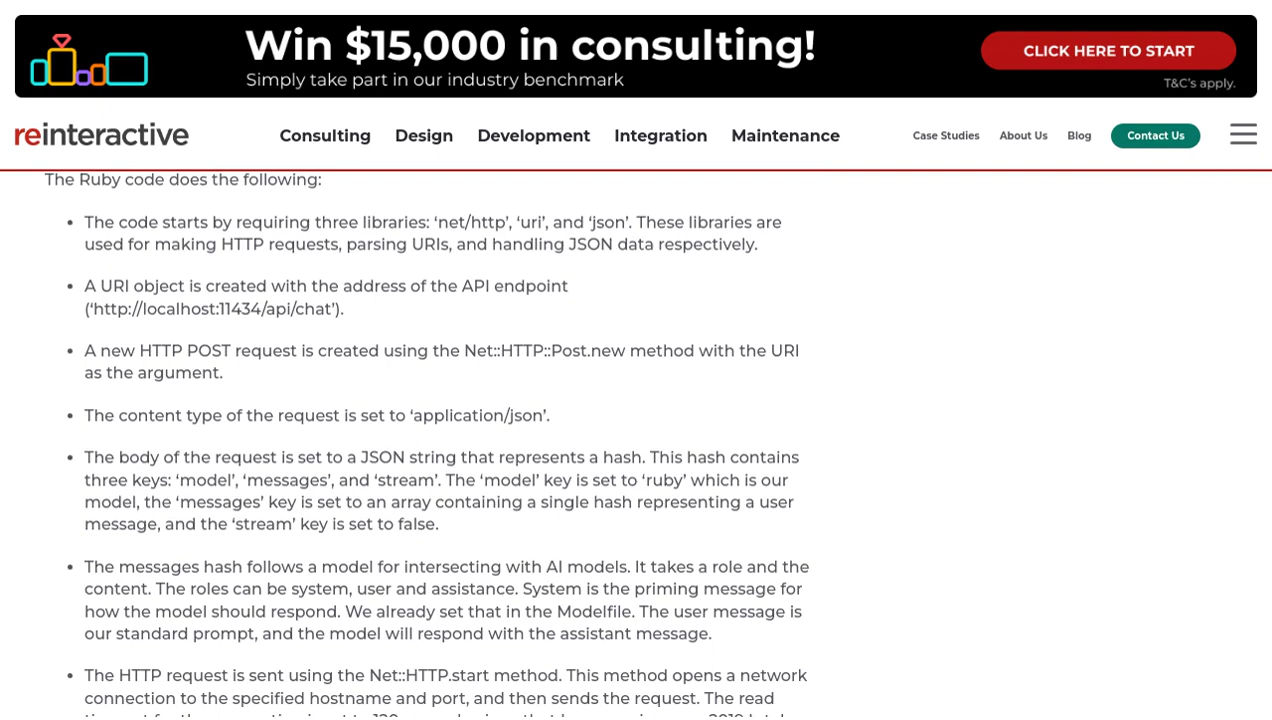 Win $15,000 in consulting!
CLICK HERE TO START
Simply take part in our industry benchmark
T&C's apply.
reinteractive
Consulting Design Development Integration Maintenance
Case Studies About Us Blog Contact Us
The Ruby code does the following:
• The code starts by requiring three libraries: ‘net/http’, ‘uri’, and ‘json’. These libraries are
used for making HTTP requests, parsing URIs, and handling JSON data respectively.
• A URI object is created with the address of the API endpoint
(‘http://localhost:11434/api/chat’).
• A new HTTP POST request is created using the Net::HTTP::Post.new method with the URI
as the argument.
• The content type of the request is set to ‘application/json’.
• The body of the request is set to a JSON string that represents a hash. This hash contains
three keys: ‘model’, ‘messages’, and ‘stream’. The ‘model’ key is set to ‘ruby’ which is our
model, the ‘messages’ key is set to an array containing a single hash representing a user
message, and the ‘stream’ key is set to false.
• The messages hash follows a model for intersecting with AI models. It takes a role and the
content. The roles can be system, user and assistance. System is the priming message for
how the model should respond. We already set that in the Modelfile. The user message is
our standard prompt, and the model will respond with the assistant message.
• The HTTP request is sent using the Net::HTTP.start method. This method opens a network
connection to the specified hostname and port, and then sends the request. The read